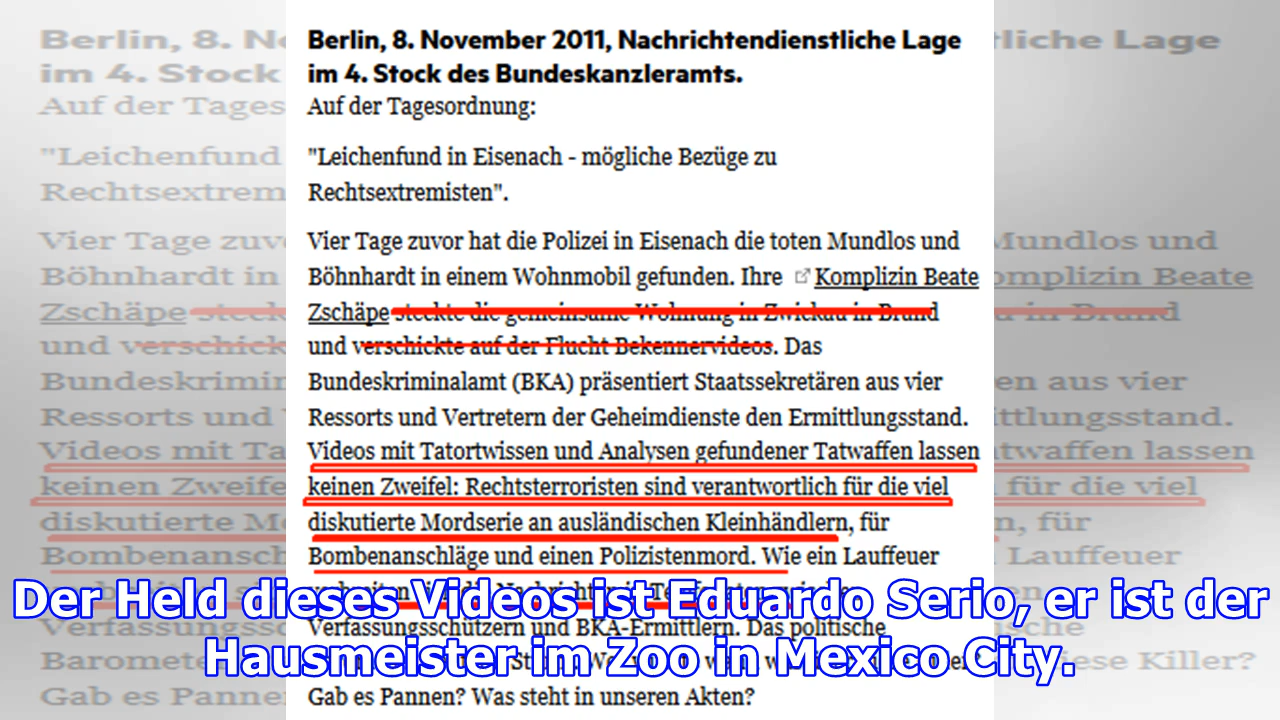 Berlin, 8. November 2011, Nachrichtendienstliche Lage
im 4. Stock des Bundeskanzleramts.
Auf der Tagesordnung:
"Leichenfund in Eisenach - mögliche Bezüge zu
Rechtsextremisten".
Vier Tage zuvor hat die Polizei in Eisenach die toten Mundlos und
Böhnhardt in einem Wohnmobil gefunden. Ihre Komplizin Beate
Zschäpe steckte die gemeinsame Wohnung in Zwickau in Brand
und verschickte auf der Flucht Bekennervideos. Das
Bundeskriminalamt (BKA) präsentiert Staatssekretären aus vier
Ressorts und Vertretern der Geheimdienste den Ermittlungsstand.
Videos mit Tatortwissen und Analysen gefundener Tatwaffen lassen
keinen Zweifel: Rechtsterroristen sind verantwortlich für die viel
diskutierte Mordserie an ausländischen Kleinhändlern, für
Bombenanschläge und einen Polizistenmord. Wie ein Lauffeuer
Der Held dieses Videos ist Eduardo Serio, er ist der
Verfassungsschützern und BKA-Ermittlern. Das politische
Hausmeister im Zoo in Mexico City.
Gab es Pannen? Was steht in unseren Akten?